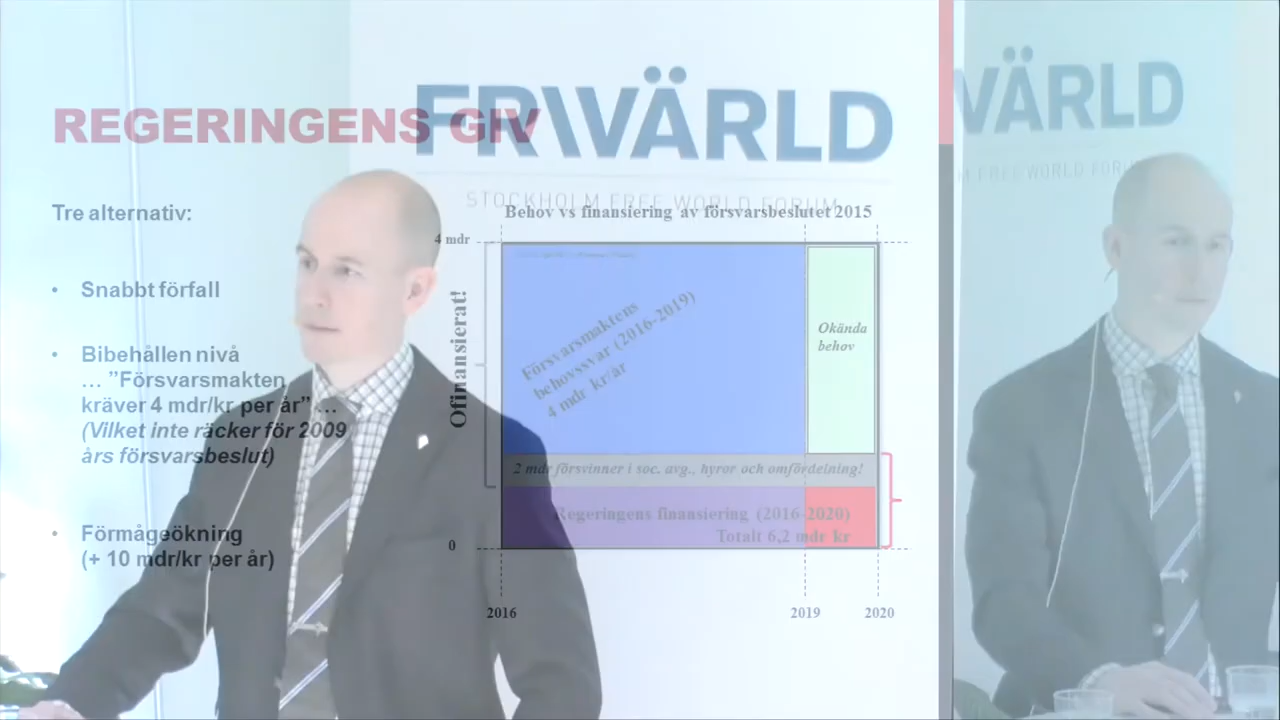 FRIVÄRLD
VÄRLD
REGERINGENS GIV
STOCKHOLM FREE WORLD FORUM
M FREE WORLD FORUM
Tre alternativ:
• Snabbt förfall
• Bibehållen nivå
… ”Försvarsmakten
kräver 4 mdr/kr per år” …
(Vilket inte räcker för 2009
års försvarsbeslut)
• Förmågeökning
(+ 10 mdr/kr per år)
Behov vs finansiering av försvarsbeslutet 2015
4 mdr
Ofinansierat!
Försvarsmaktens
behovssvar (2016-2019)
4 mdr kr/år
Okända
behov
2 mdr försvinner i soc. avg., hyror och omfördelning!
Regeringens finansiering (2016-2020)
Totalt 6,2 mdr kr
0
2016
2019
2020